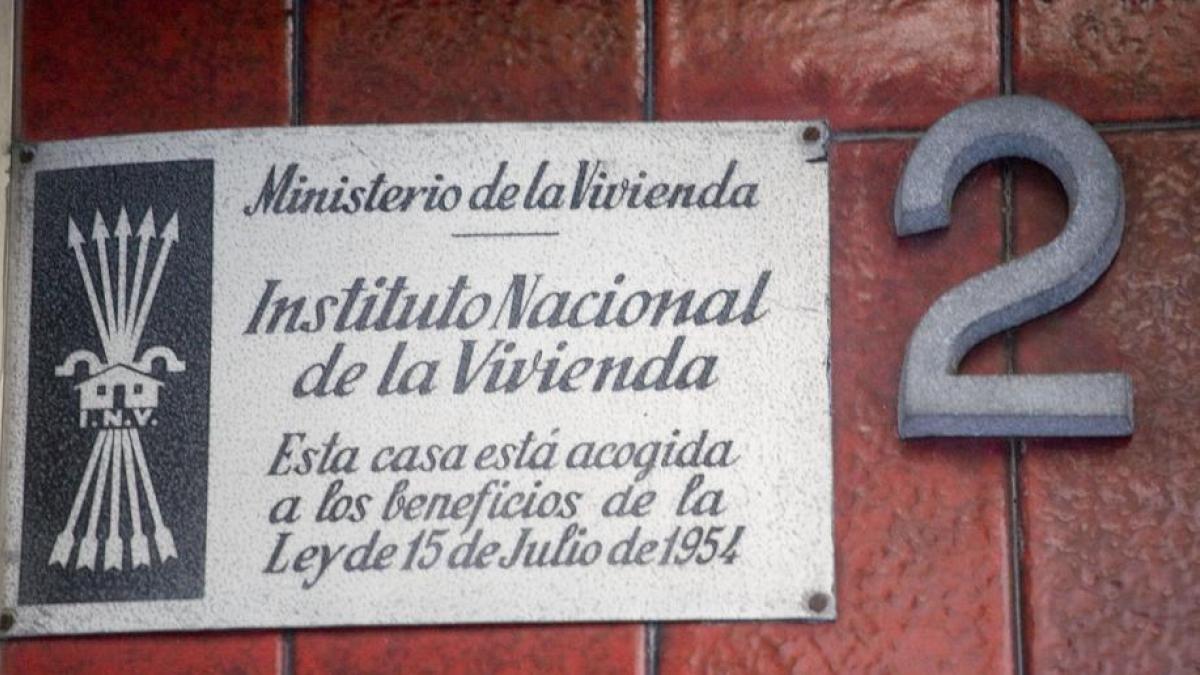 Ministerio de la Vivienda
Instituto Nacional
de la Vivienda
Esta casa está acogida
a los beneficios de la
Ley de 15 de Julio de 1954
I.N.V.
2